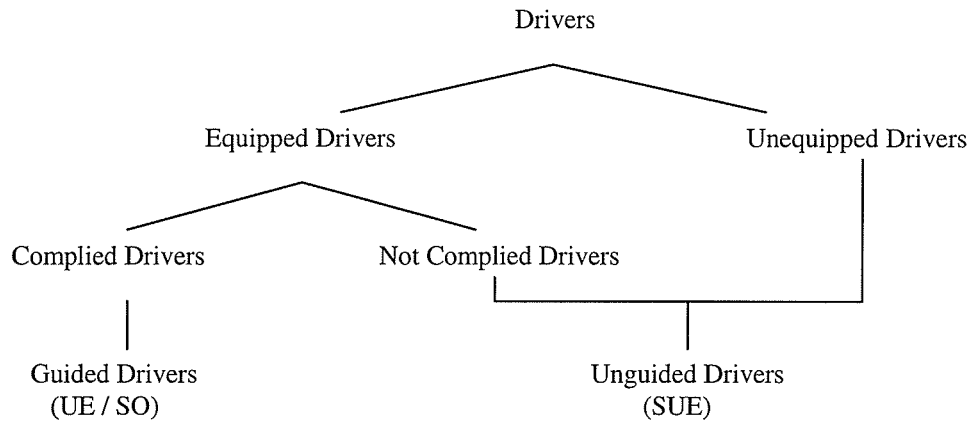 Drivers
Equipped Drivers
Unequipped Drivers
Complied Drivers
Not Complied Drivers
Guided Drivers
(UE / SO)
Unguided Drivers
(SUE)